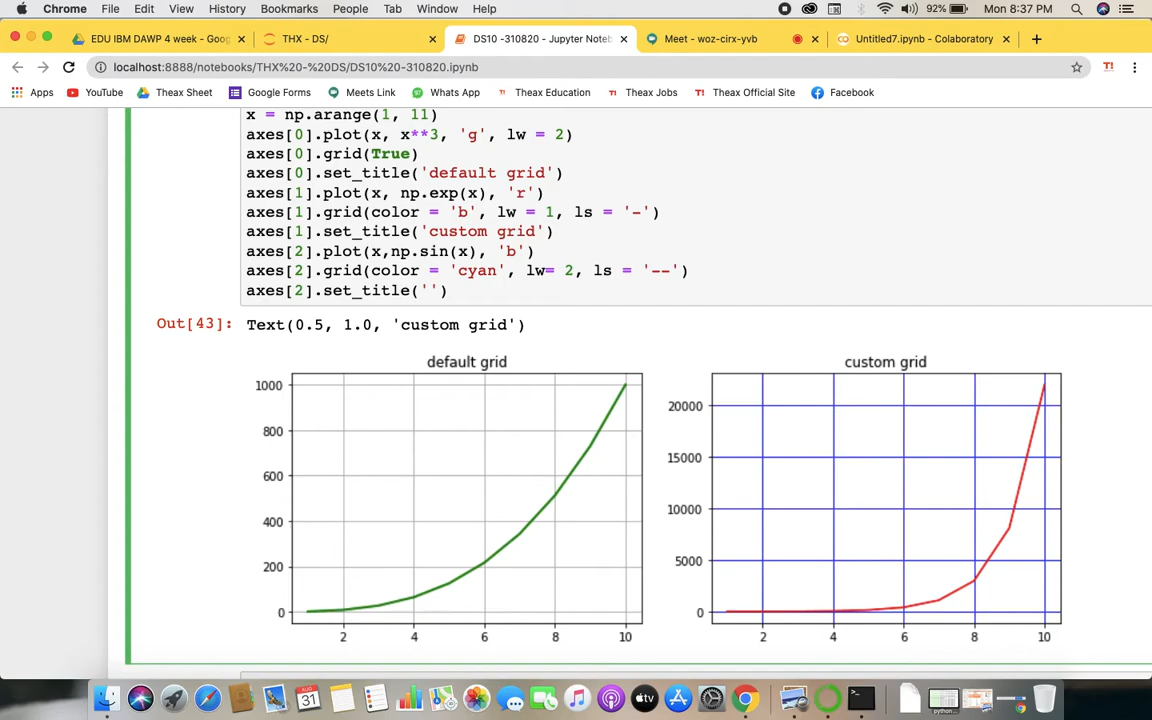 Chrome File Edit View History Bookmarks People Tab Window Help 92% Mon 8:37 PM
EDU IBM DAWP 4 week - Goog × THX - DS/ × DS10 -310820 - Jupyter Noteb × Meet - woz-cirx-yvb × Untitled7.ipynb - Colaboratory × +
localhost:8888/notebooks/THX%20-%20DS/DS10%20-310820.ipynb T!
Apps YouTube Theax Sheet Google Forms Meets Link Whats App T! Theax Education T! Theax Jobs T! Theax Official Site Facebook
x = np.arange(1, 11)
axes[0].plot(x, x**3, 'g', lw = 2)
axes[0].grid(True)
axes[0].set_title('default grid')
axes[1].plot(x, np.exp(x), 'r')
axes[1].grid(color = 'b', lw = 1, ls = '-')
axes[1].set_title('custom grid')
axes[2].plot(x,np.sin(x), 'b')
axes[2].grid(color = 'cyan', lw= 2, ls = '--')
axes[2].set_title('')
Out[43]: Text(0.5, 1.0, 'custom grid')
default grid
1000
800
600
400
200
0
2 4 6 8 10
custom grid
20000
15000
10000
5000
0
2 4 6 8 10
AUG
31